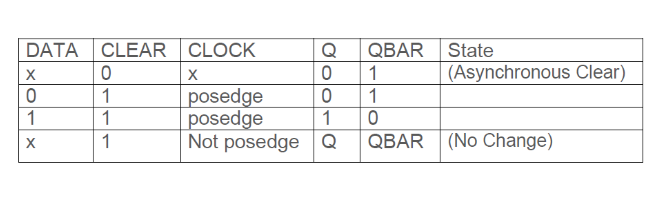 DATA CLEAR CLOCK Q QBAR State
x 0 x 0 1 (Asynchronous Clear)
0 1 posedge 0 1
1 1 posedge 1 0
x 1 Not posedge Q QBAR (No Change)